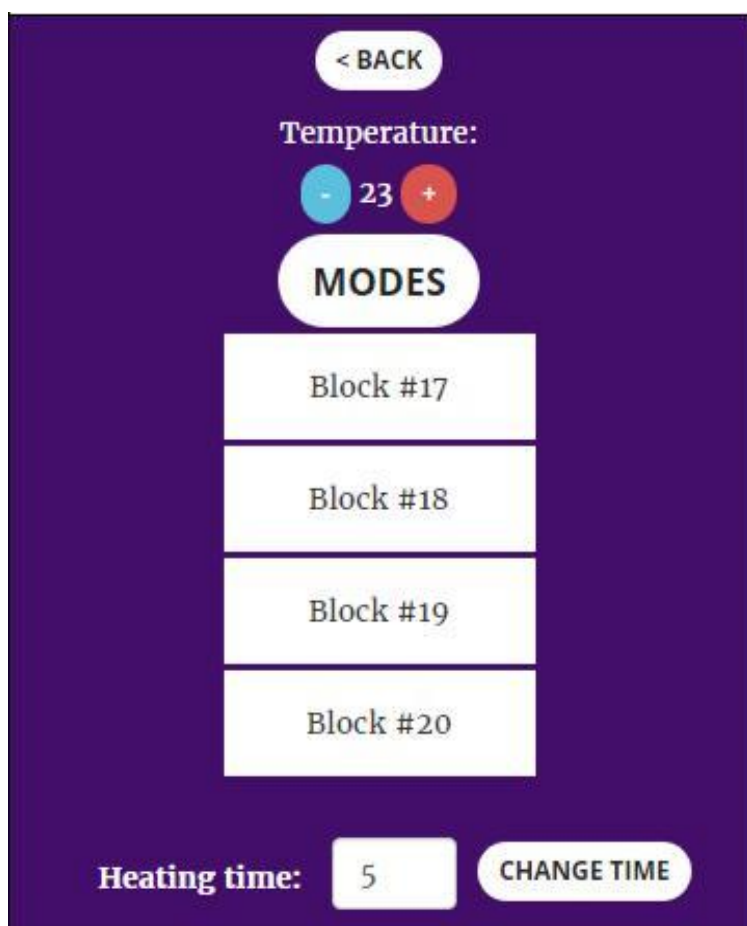 < BACK
Temperature:
- 23 +
MODES
Block #17
Block #18
Block #19
Block #20
Heating time: 5 CHANGE TIME